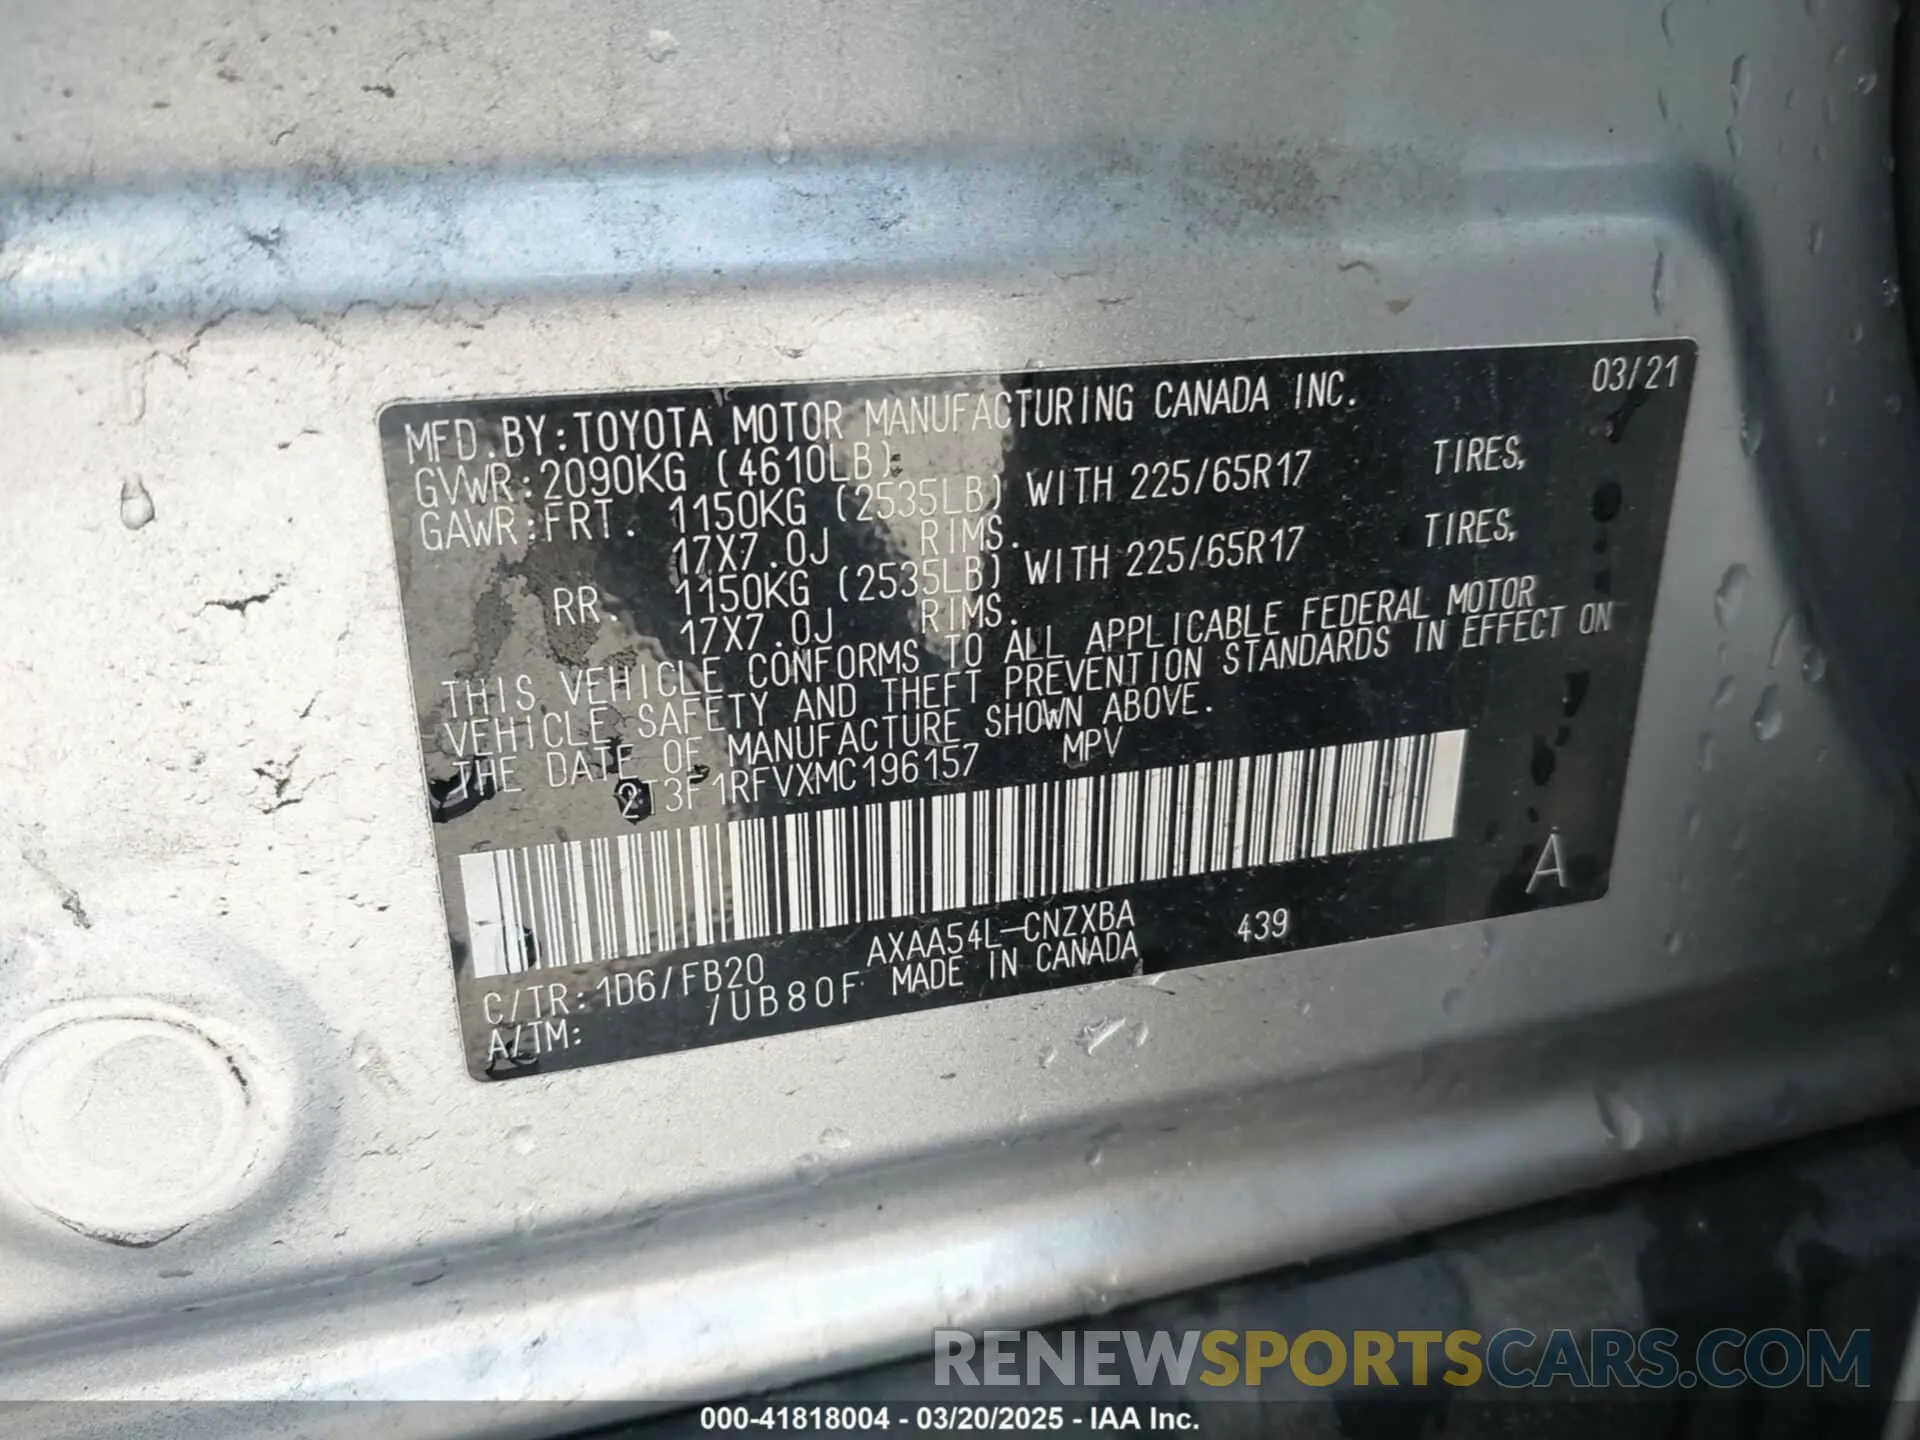 03/21
MFD.BY:TOYOTA MOTOR MANUFACTURING CANADA INC.
GVWR:2090KG (4610LB)
GAWR:FRT. 1150KG (2535LB) WITH 225/65R17 TIRES,
17X7.0J RIMS.
RR. 1150KG (2535LB) WITH 225/65R17 TIRES,
17X7.0J RIMS.
THIS VEHICLE CONFORMS TO ALL APPLICABLE FEDERAL MOTOR
VEHICLE SAFETY AND THEFT PREVENTION STANDARDS IN EFFECT ON
THE DATE OF MANUFACTURE SHOWN ABOVE.
2T3F1RFVXMC196157 MPV
A
AXAA54L-CNZXBA 439
C/TR:1D6/FB20 MADE IN CANADA
A/TM: /UB80F
RENEWSPORTSCARS.COM
000-41818004 - 03/20/2025 - IAA Inc.